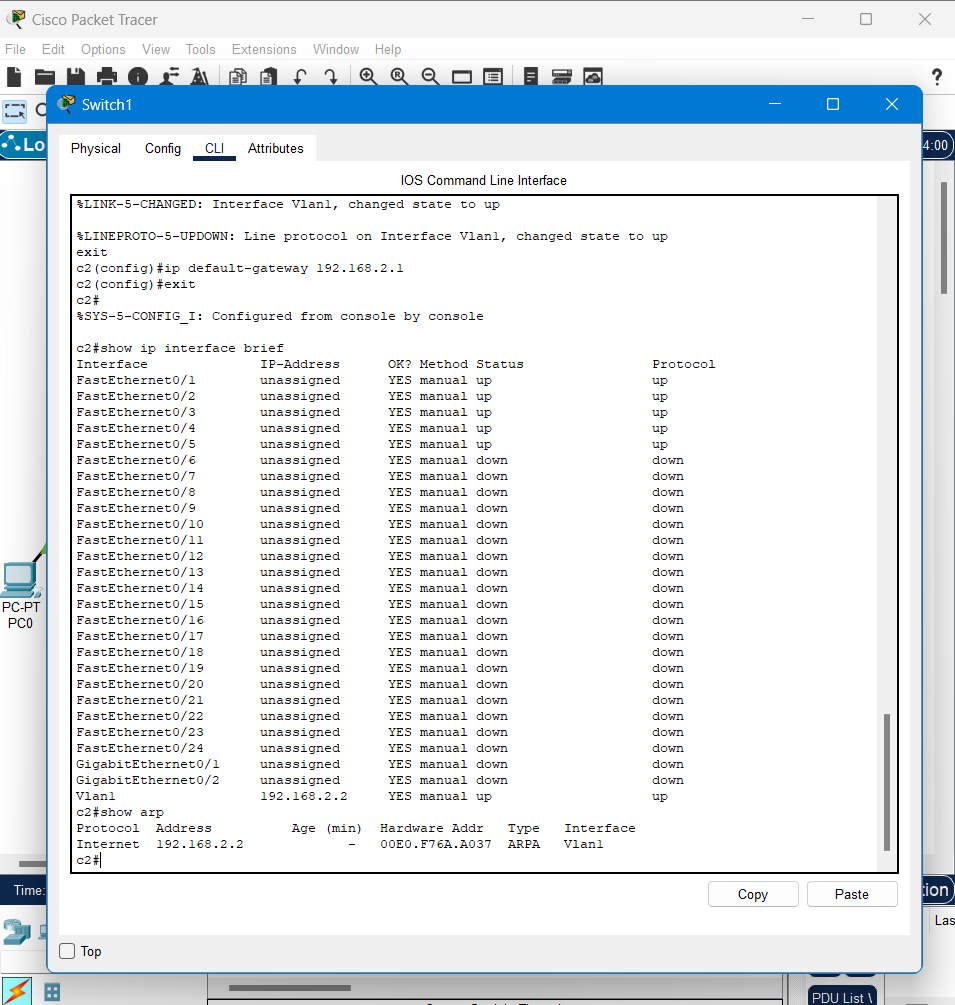 Cisco Packet Tracer
File Edit Options View Tools Extensions Window Help
?
Switch1
Lo
4:00
Physical Config CLI Attributes
IOS Command Line Interface
%LINK-5-CHANGED: Interface Vlan1, changed state to up
%LINEPROTO-5-UPDOWN: Line protocol on Interface Vlan1, changed state to up
exit
c2(config)#ip default-gateway 192.168.2.1
c2(config)#exit
c2#
%SYS-5-CONFIG_I: Configured from console by console
c2#show ip interface brief
Interface IP-Address OK? Method Status Protocol
FastEthernet0/1 unassigned YES manual up up
FastEthernet0/2 unassigned YES manual up up
FastEthernet0/3 unassigned YES manual up up
FastEthernet0/4 unassigned YES manual up up
FastEthernet0/5 unassigned YES manual up up
FastEthernet0/6 unassigned YES manual down down
FastEthernet0/7 unassigned YES manual down down
FastEthernet0/8 unassigned YES manual down down
FastEthernet0/9 unassigned YES manual down down
FastEthernet0/10 unassigned YES manual down down
FastEthernet0/11 unassigned YES manual down down
FastEthernet0/12 unassigned YES manual down down
FastEthernet0/13 unassigned YES manual down down
FastEthernet0/14 unassigned YES manual down down
FastEthernet0/15 unassigned YES manual down down
FastEthernet0/16 unassigned YES manual down down
FastEthernet0/17 unassigned YES manual down down
FastEthernet0/18 unassigned YES manual down down
FastEthernet0/19 unassigned YES manual down down
FastEthernet0/20 unassigned YES manual down down
FastEthernet0/21 unassigned YES manual down down
FastEthernet0/22 unassigned YES manual down down
FastEthernet0/23 unassigned YES manual down down
FastEthernet0/24 unassigned YES manual down down
GigabitEthernet0/1 unassigned YES manual down down
GigabitEthernet0/2 unassigned YES manual down down
Vlan1 192.168.2.2 YES manual up up
c2#show arp
Protocol Address Age (min) Hardware Addr Type Interface
Internet 192.168.2.2 - 00E0.F76A.A037 ARPA Vlan1
c2#
PC-PT
PC0
Copy Paste
Time:
ion
Las
Top
PDU List \